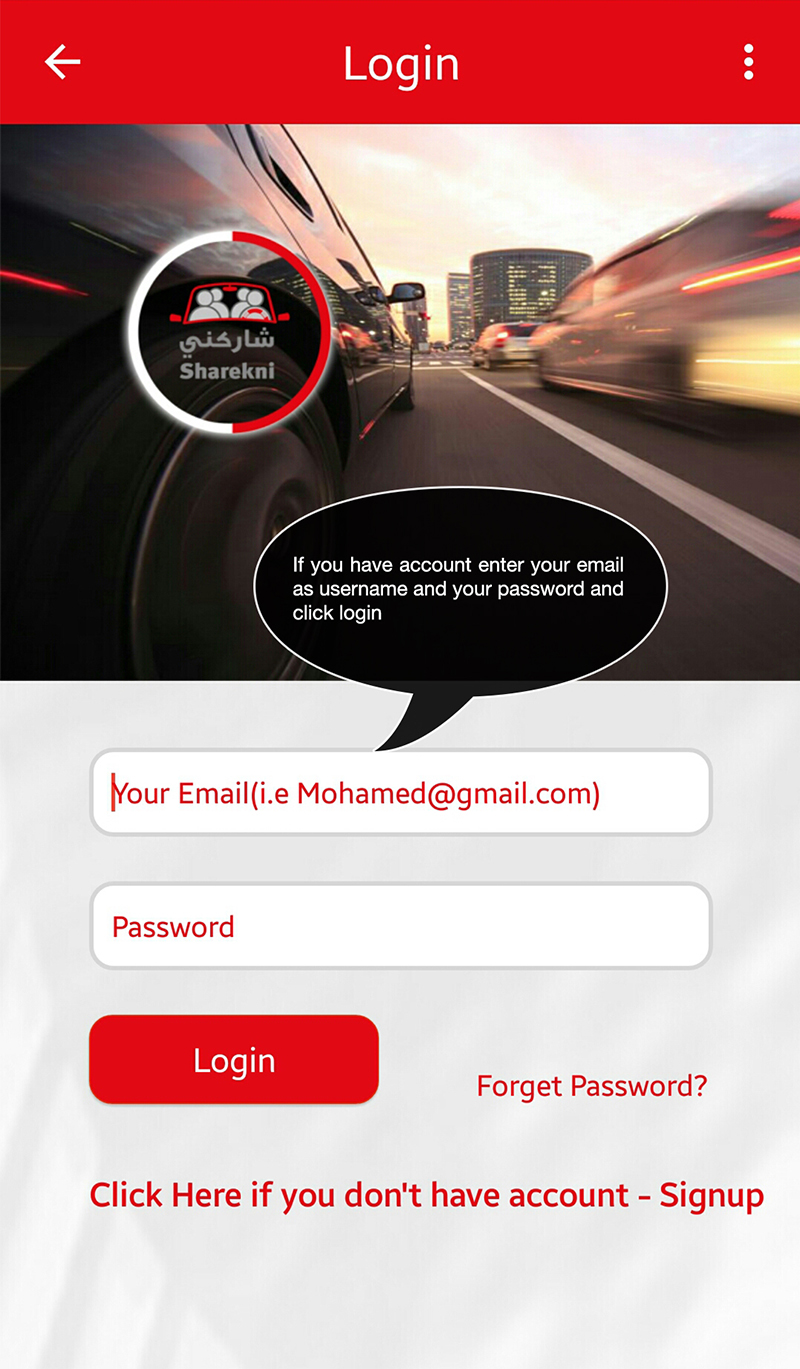 Login
شاركني
Sharekni
If you have account enter your email
as username and your password and
click login
Your Email(i.e Mohamed@gmail.com)
Password
Login
Forget Password?
Click Here if you don't have account - Signup